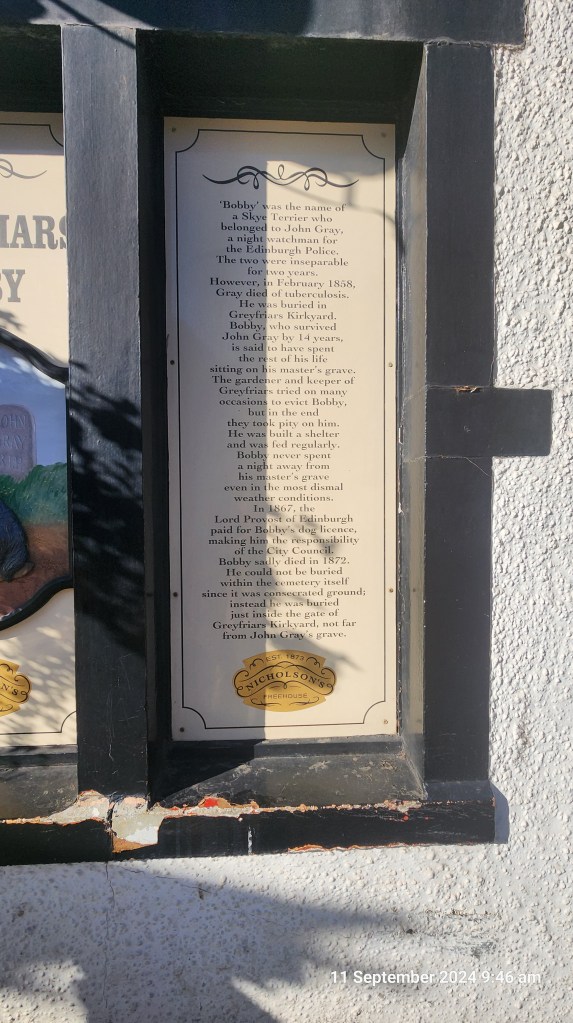 IARS
BY
'Bobby' was the name of
a Skye Terrier who
belonged to John Gray,
a night watchman for
the Edinburgh Police.
The two were inseparable
for two years.
However, in February 1858,
Gray died of tuberculosis.
He was buried in
Greyfriars Kirkyard.
Bobby, who survived
John Gray by 14 years,
is said to have spent
the rest of his life
sitting on his master's grave.
The gardener and keeper of
Greyfriars tried on many
occasions to evict Bobby,
but in the end
they took pity on him.
He was built a shelter
and was fed regularly.
Bobby never spent
a night away from
his master's grave
even in the most dismal
weather conditions.
In 1867, the
Lord Provost of Edinburgh
paid for Bobby's dog licence,
making him the responsibility
of the City Council.
Bobby sadly died in 1872.
He could not be buried
within the cemetery itself
since it was consecrated ground;
instead he was buried
just inside the gate of
Greyfriars Kirkyard, not far
from John Gray's grave.
EST. 1873
NICHOLSON'S
FREEHOUSE
N'S
11 September 2024 9:46 am